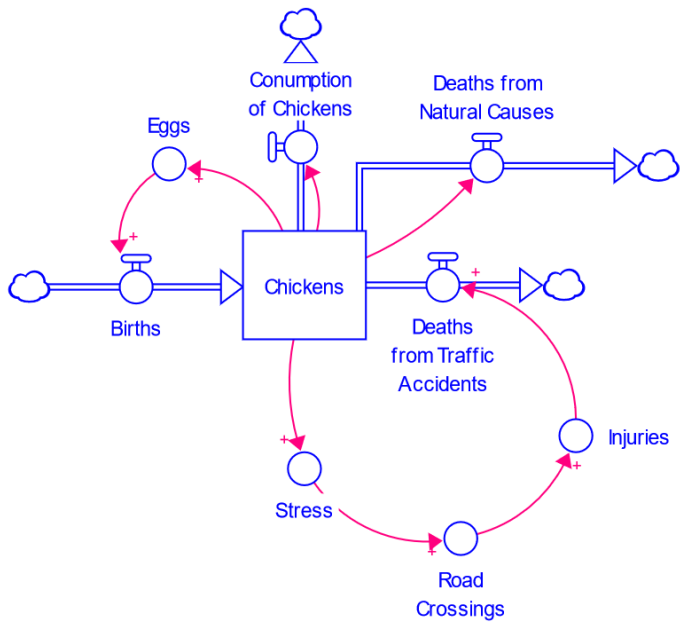 Conumption
of Chickens
Deaths from
Natural Causes
Eggs
+
+
Chickens
+
Births
Deaths
from Traffic
Accidents
+
Injuries
+
Stress
+
Road
Crossings